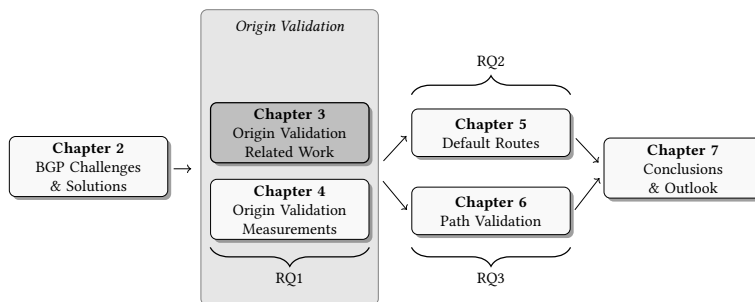 Origin Validation
RQ2
Chapter 2
BGP Challenges
& Solutions
Chapter 3
Origin Validation
Related Work
Chapter 4
Origin Validation
Measurements
RQ1
Chapter 5
Default Routes
Chapter 6
Path Validation
RQ3
Chapter 7
Conclusions
& Outlook